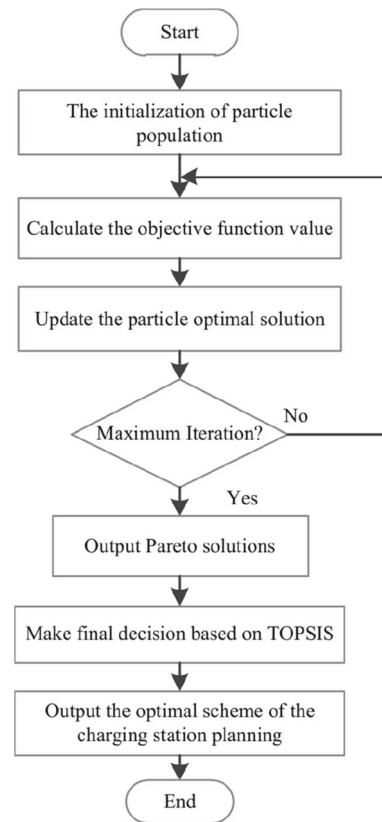 Start
The initialization of particle
population
Calculate the objective function value
Update the particle optimal solution
Maximum Iteration?
No
Yes
Output Pareto solutions
Make final decision based on TOPSIS
Output the optimal scheme of the
charging station planning
End